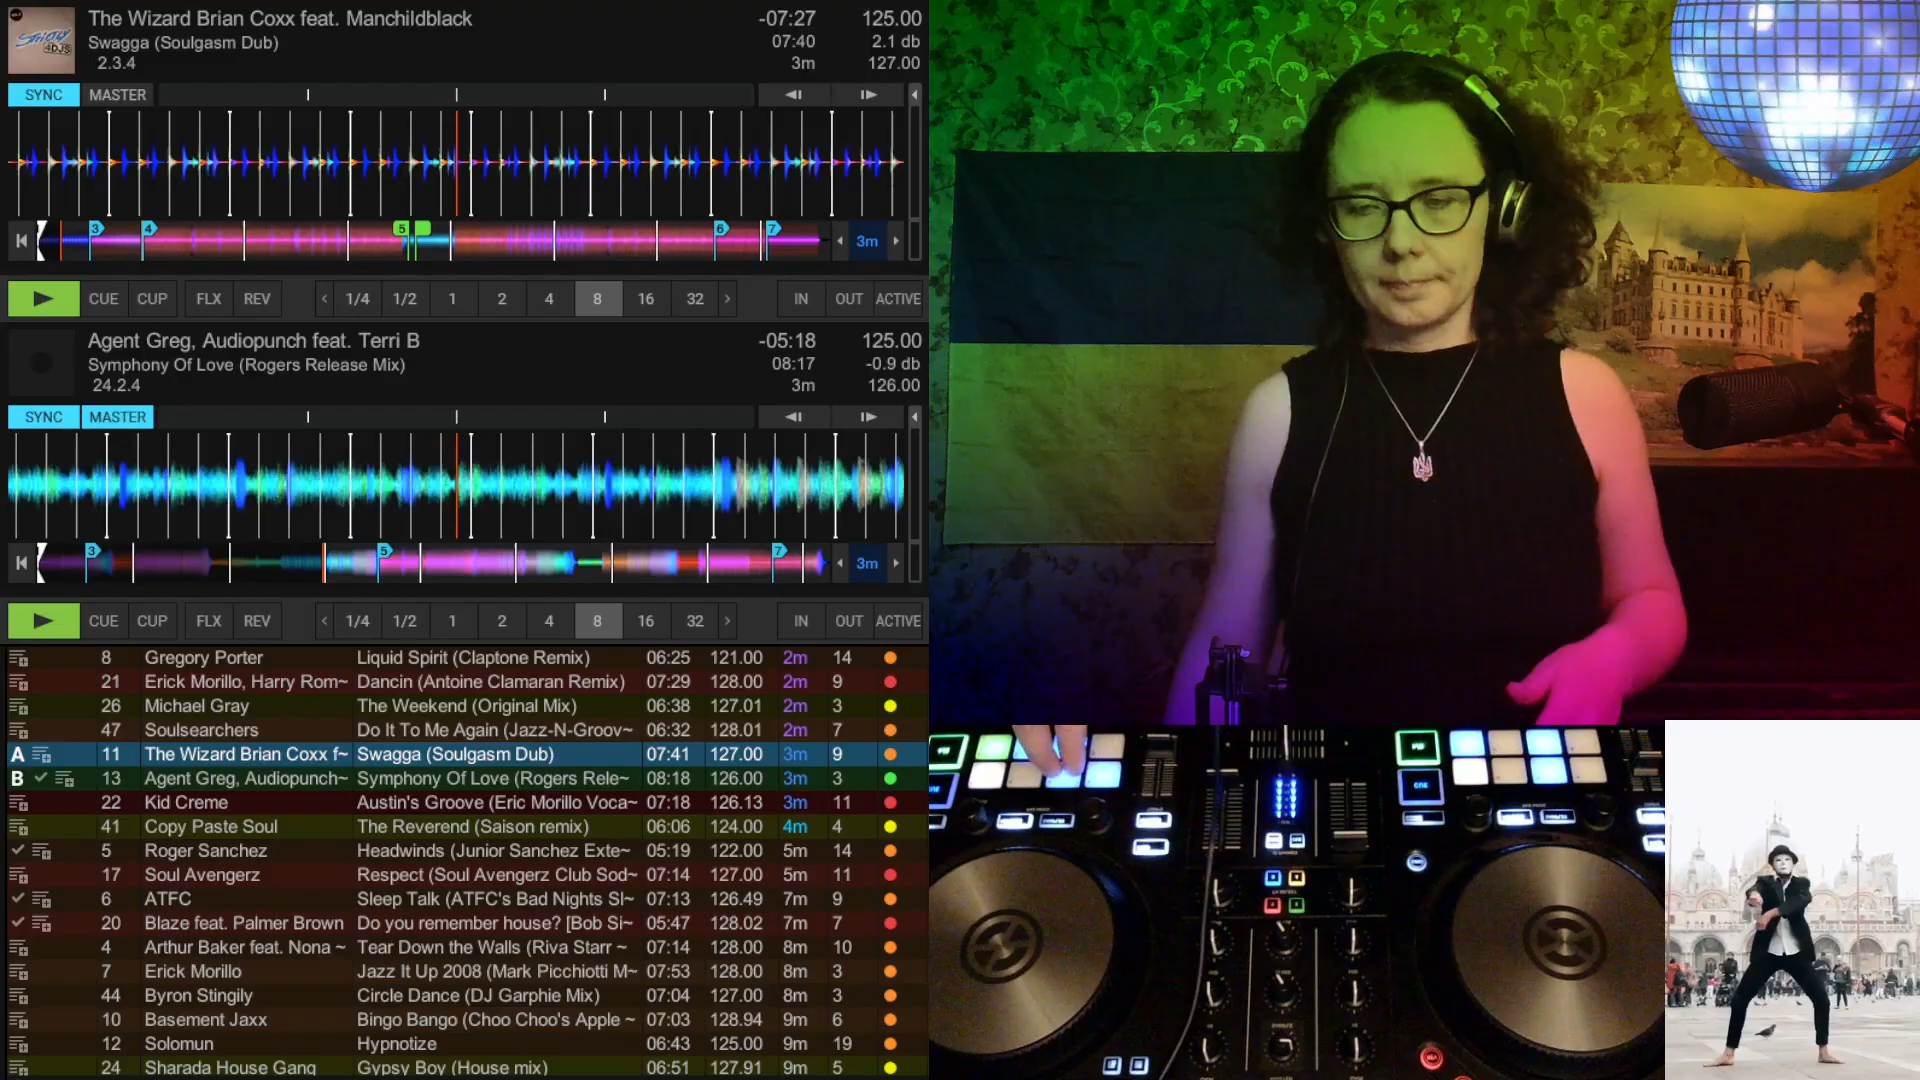 The Wizard Brian Coxx feat. Manchildblack -07:27 125.00
Swagga (Soulgasm Dub) 07:40 2.1 db
2.3.4 3m 127.00
Strictly
4DJS
SYNC MASTER
3 4 5 6 7 3m
CUE CUP FLX REV 1/4 1/2 1 2 4 8 16 32 IN OUT ACTIVE
Agent Greg, Audiopunch feat. Terri B -05:18 125.00
Symphony Of Love (Rogers Release Mix) 08:17 -0.9 db
24.2.4 3m 126.00
SYNC MASTER
3 5 7 3m
CUE CUP FLX REV 1/4 1/2 1 2 4 8 16 32 IN OUT ACTIVE
8 Gregory Porter Liquid Spirit (Claptone Remix) 06:25 121.00 2m 14
21 Erick Morillo, Harry Rom~ Dancin (Antoine Clamaran Remix) 07:29 128.00 2m 9
26 Michael Gray The Weekend (Original Mix) 06:38 127.01 2m 3
47 Soulsearchers Do It To Me Again (Jazz-N-Groov~ 06:32 128.01 2m 7
A 11 The Wizard Brian Coxx f~ Swagga (Soulgasm Dub) 07:41 127.00 3m 9
B 13 Agent Greg, Audiopunch~ Symphony Of Love (Rogers Rele~ 08:18 126.00 3m 3
22 Kid Creme Austin's Groove (Eric Morillo Voca~ 07:18 126.13 3m 11
41 Copy Paste Soul The Reverend (Saison remix) 06:06 124.00 4m 4
5 Roger Sanchez Headwinds (Junior Sanchez Exte~ 05:19 122.00 5m 14
17 Soul Avengerz Respect (Soul Avengerz Club Sod~ 07:14 127.00 5m 11
6 ATFC Sleep Talk (ATFC's Bad Nights Sl~ 07:13 126.49 7m 9
20 Blaze feat. Palmer Brown Do you remember house? [Bob Si~ 05:47 128.02 7m 7
4 Arthur Baker feat. Nona ~ Tear Down the Walls (Riva Starr ~ 07:14 128.00 8m 10
7 Erick Morillo Jazz It Up 2008 (Mark Picchiotti M~ 07:53 128.00 8m 3
44 Byron Stingily Circle Dance (DJ Garphie Mix) 07:04 127.00 8m 3
10 Basement Jaxx Bingo Bango (Choo Choo's Apple ~ 07:03 128.94 9m 6
12 Solomun Hypnotize 06:43 125.00 9m 19
24 Sharada House Gang Gypsy Boy (House mix) 06:51 127.91 9m 5
CUE